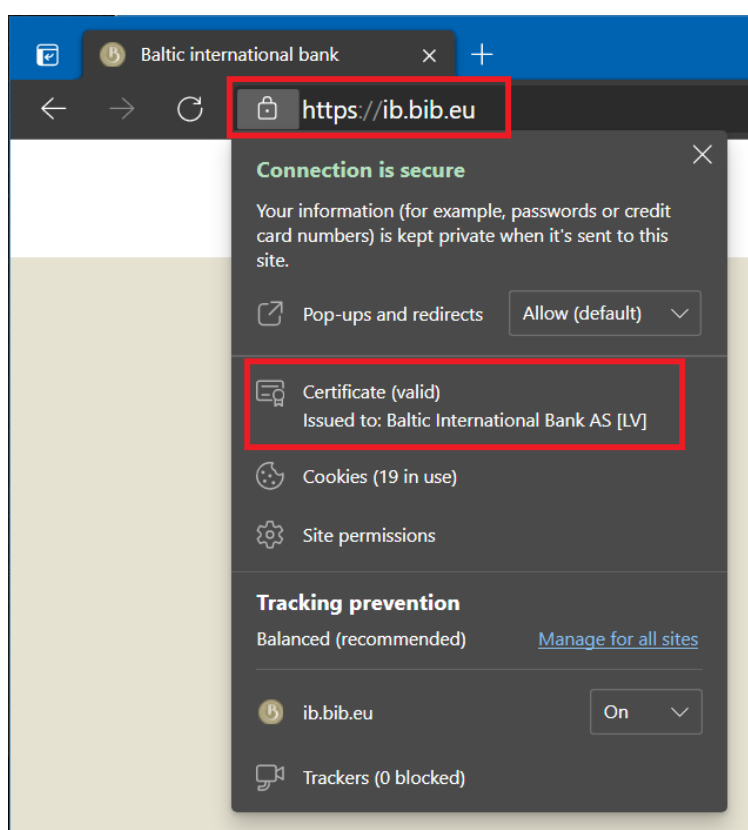 Baltic international bank
https://ib.bib.eu
Connection is secure
Your information (for example, passwords or credit
card numbers) is kept private when it's sent to this
site.
Pop-ups and redirects Allow (default)
Certificate (valid)
Issued to: Baltic International Bank AS [LV]
Cookies (19 in use)
Site permissions
Tracking prevention
Balanced (recommended) Manage for all sites
B ib.bib.eu On
Trackers (0 blocked)